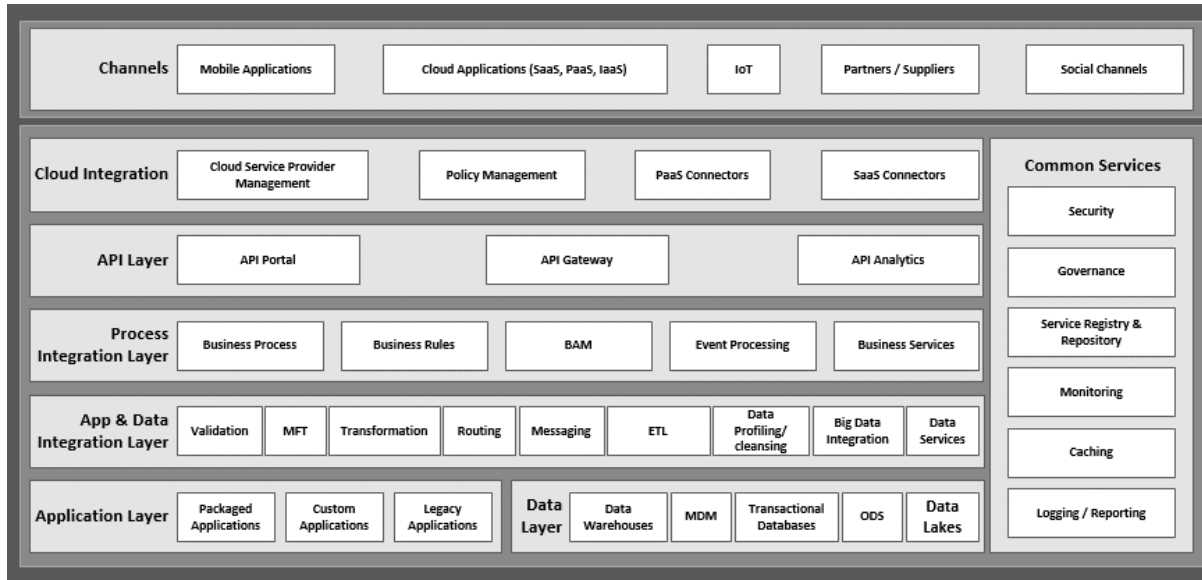 Channels
Mobile Applications
Cloud Applications (SaaS, PaaS, IaaS)
IoT
Partners / Suppliers
Social Channels
Cloud Integration
Cloud Service Provider
Management
Policy Management
PaaS Connectors
SaaS Connectors
API Layer
API Portal
API Gateway
API Analytics
Process
Integration Layer
Business Process
Business Rules
BAM
Event Processing
Business Services
App & Data
Integration Layer
Validation
MFT
Transformation
Routing
Messaging
ETL
Data
Profiling/
cleansing
Big Data
Integration
Data
Services
Application Layer
Packaged
Applications
Custom
Applications
Legacy
Applications
Data
Layer
Data
Warehouses
MDM
Transactional
Databases
ODS
Data
Lakes
Common Services
Security
Governance
Service Registry &
Repository
Monitoring
Caching
Logging / Reporting